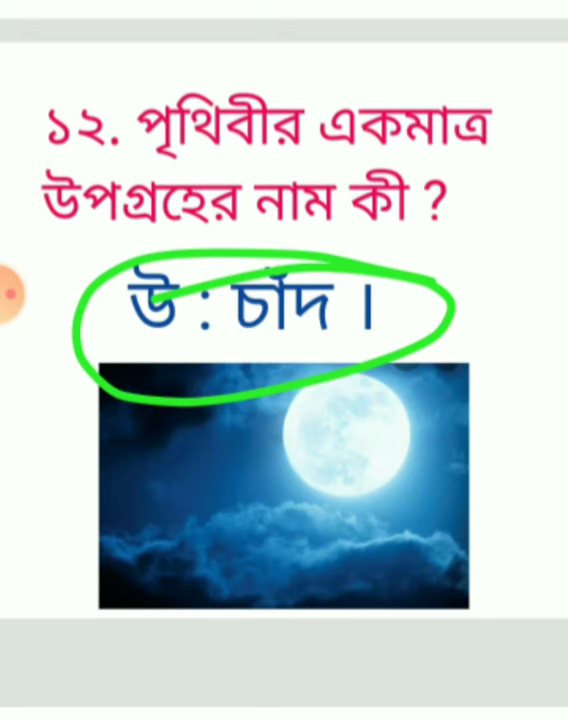 ১২. পৃথিবীর একমাত্র
উপগ্রহের নাম কী ?
উ : চাঁদ ।